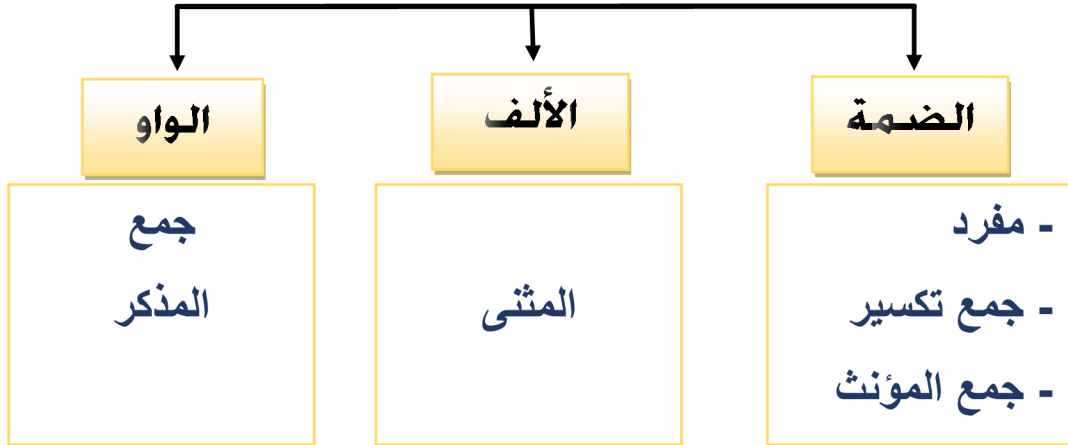 الضمة
الألف
الواو
- مفرد
- جمع تكسير
- جمع المؤنث
المثنى
جمع
المذكر